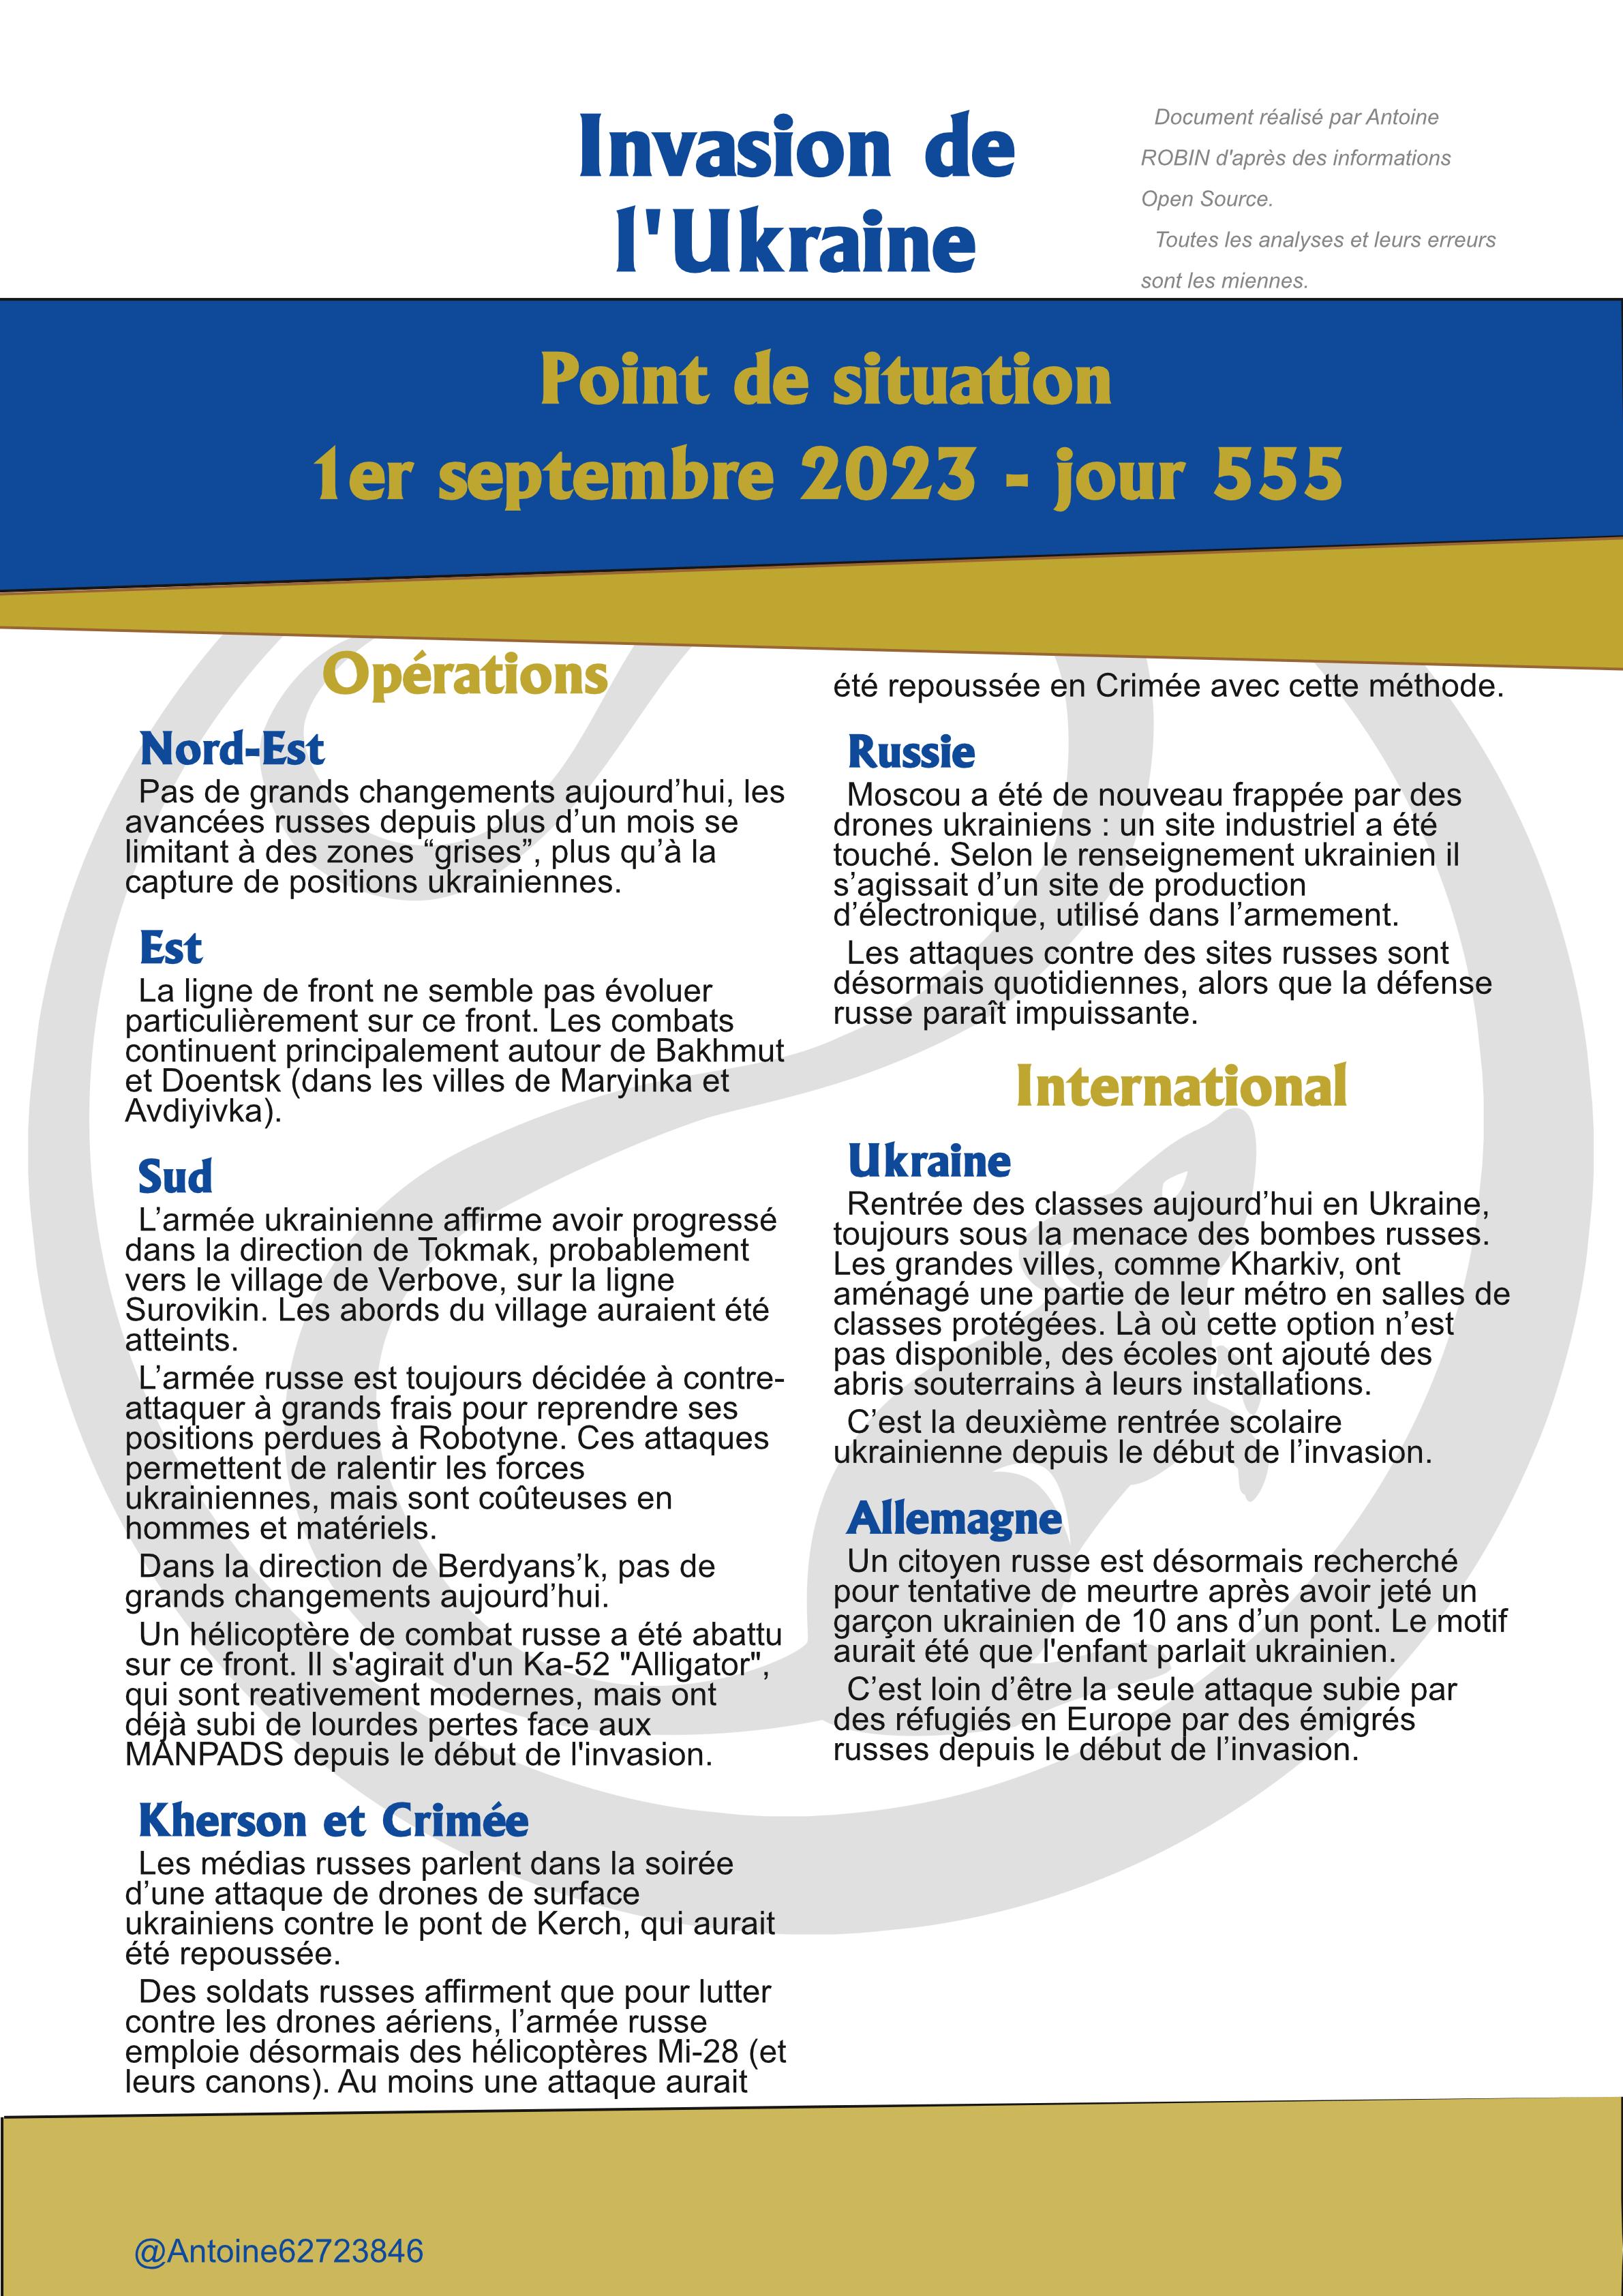 Invasion de
l'Ukraine
Document réalisé par Antoine
ROBIN d'après des informations
Open Source.
Toutes les analyses et leurs erreurs
sont les miennes.
Point de situation
1er septembre 2023 - jour 555
Opérations
Nord-Est
Pas de grands changements aujourd’hui, les
avancées russes depuis plus d’un mois se
limitant à des zones “grises”, plus qu’à la
capture de positions ukrainiennes.
Est
La ligne de front ne semble pas évoluer
particulièrement sur ce front. Les combats
continuent principalement autour de Bakhmut
et Doentsk (dans les villes de Maryinka et
Avdiyivka).
Sud
L’armée ukrainienne affirme avoir progressé
dans la direction de Tokmak, probablement
vers le village de Verbove, sur la ligne
Surovikin. Les abords du village auraient été
atteints.
L’armée russe est toujours décidée à contre-
attaquer à grands frais pour reprendre ses
positions perdues à Robotyne. Ces attaques
permettent de ralentir les forces
ukrainiennes, mais sont coûteuses en
hommes et matériels.
Dans la direction de Berdyans’k, pas de
grands changements aujourd’hui.
Un hélicoptère de combat russe a été abattu
sur ce front. Il s'agirait d'un Ka-52 "Alligator",
qui sont reativement modernes, mais ont
déjà subi de lourdes pertes face aux
MANPADS depuis le début de l'invasion.
Kherson et Crimée
Les médias russes parlent dans la soirée
d’une attaque de drones de surface
ukrainiens contre le pont de Kerch, qui aurait
été repoussée.
Des soldats russes affirment que pour lutter
contre les drones aériens, l’armée russe
emploie désormais des hélicoptères Mi-28 (et
leurs canons). Au moins une attaque aurait
été repoussée en Crimée avec cette méthode.
Russie
Moscou a été de nouveau frappée par des
drones ukrainiens : un site industriel a été
touché. Selon le renseignement ukrainien il
s’agissait d’un site de production
d’électronique, utilisé dans l’armement.
Les attaques contre des sites russes sont
désormais quotidiennes, alors que la défense
russe paraît impuissante.
International
Ukraine
Rentrée des classes aujourd’hui en Ukraine,
toujours sous la menace des bombes russes.
Les grandes villes, comme Kharkiv, ont
aménagé une partie de leur métro en salles de
classes protégées. Là où cette option n’est
pas disponible, des écoles ont ajouté des
abris souterrains à leurs installations.
C’est la deuxième rentrée scolaire
ukrainienne depuis le début de l’invasion.
Allemagne
Un citoyen russe est désormais recherché
pour tentative de meurtre après avoir jeté un
garçon ukrainien de 10 ans d’un pont. Le motif
aurait été que l'enfant parlait ukrainien.
C’est loin d’être la seule attaque subie par
des réfugiés en Europe par des émigrés
russes depuis le début de l’invasion.
@Antoine62723846